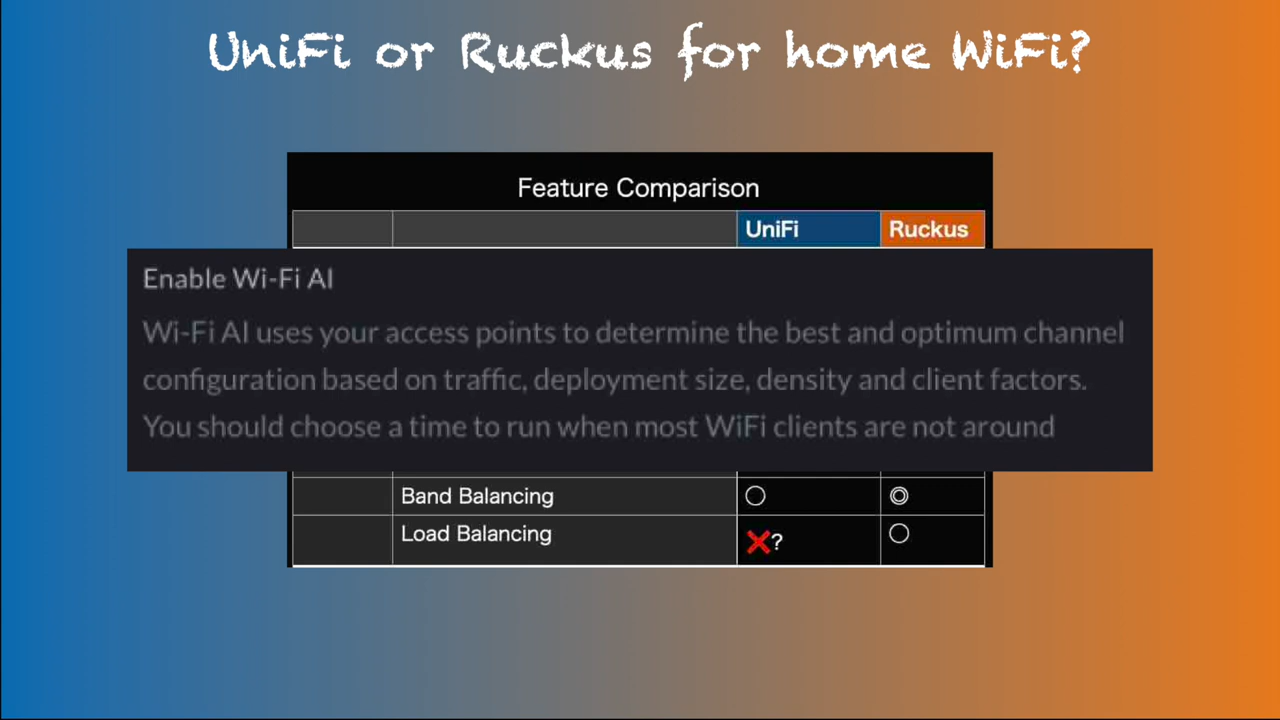 UniFi or Ruckus for home WiFi?
Feature Comparison
UniFi Ruckus
Enable Wi-Fi AI
Wi-Fi AI uses your access points to determine the best and optimum channel
configuration based on traffic, deployment size, density and client factors.
You should choose a time to run when most WiFi clients are not around
Band Balancing ○ ◎
Load Balancing ❌? ○